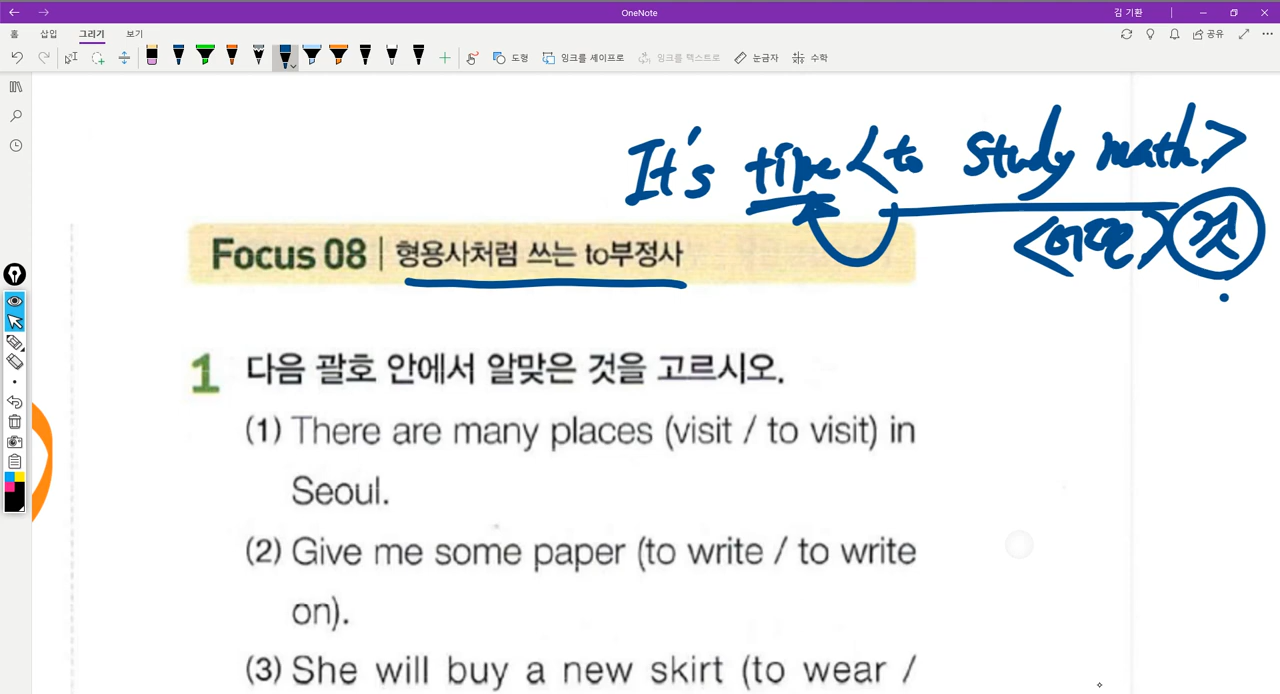 OneNote
김 기환
홈 삽입 그리기 보기
공유
도형 잉크를 셰이프로 잉크를 텍스트로 눈금자 수학
It's time <to study math>
<어떤> 것
Focus 08 | 형용사처럼 쓰는 to부정사
1 다음 괄호 안에서 알맞은 것을 고르시오.
(1) There are many places (visit / to visit) in
Seoul.
(2) Give me some paper (to write / to write
on).
(3) She will buy a new skirt (to wear /